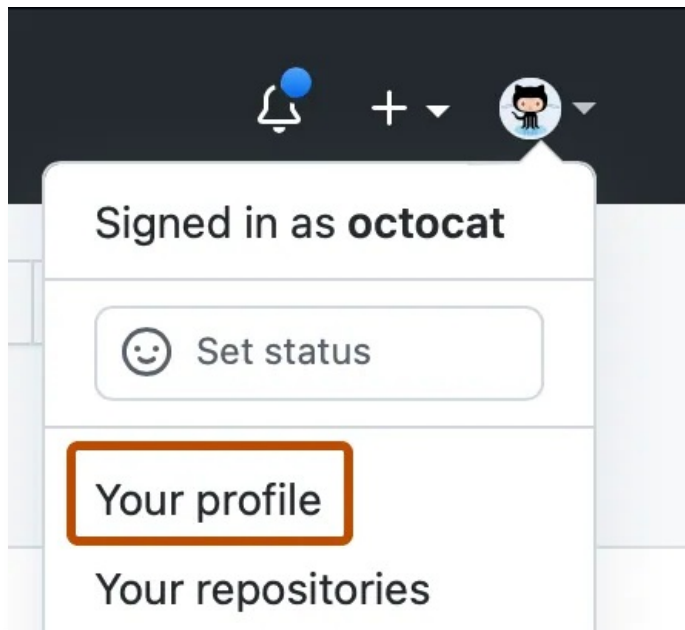 Signed in as octocat
Set status
Your profile
Your repositories